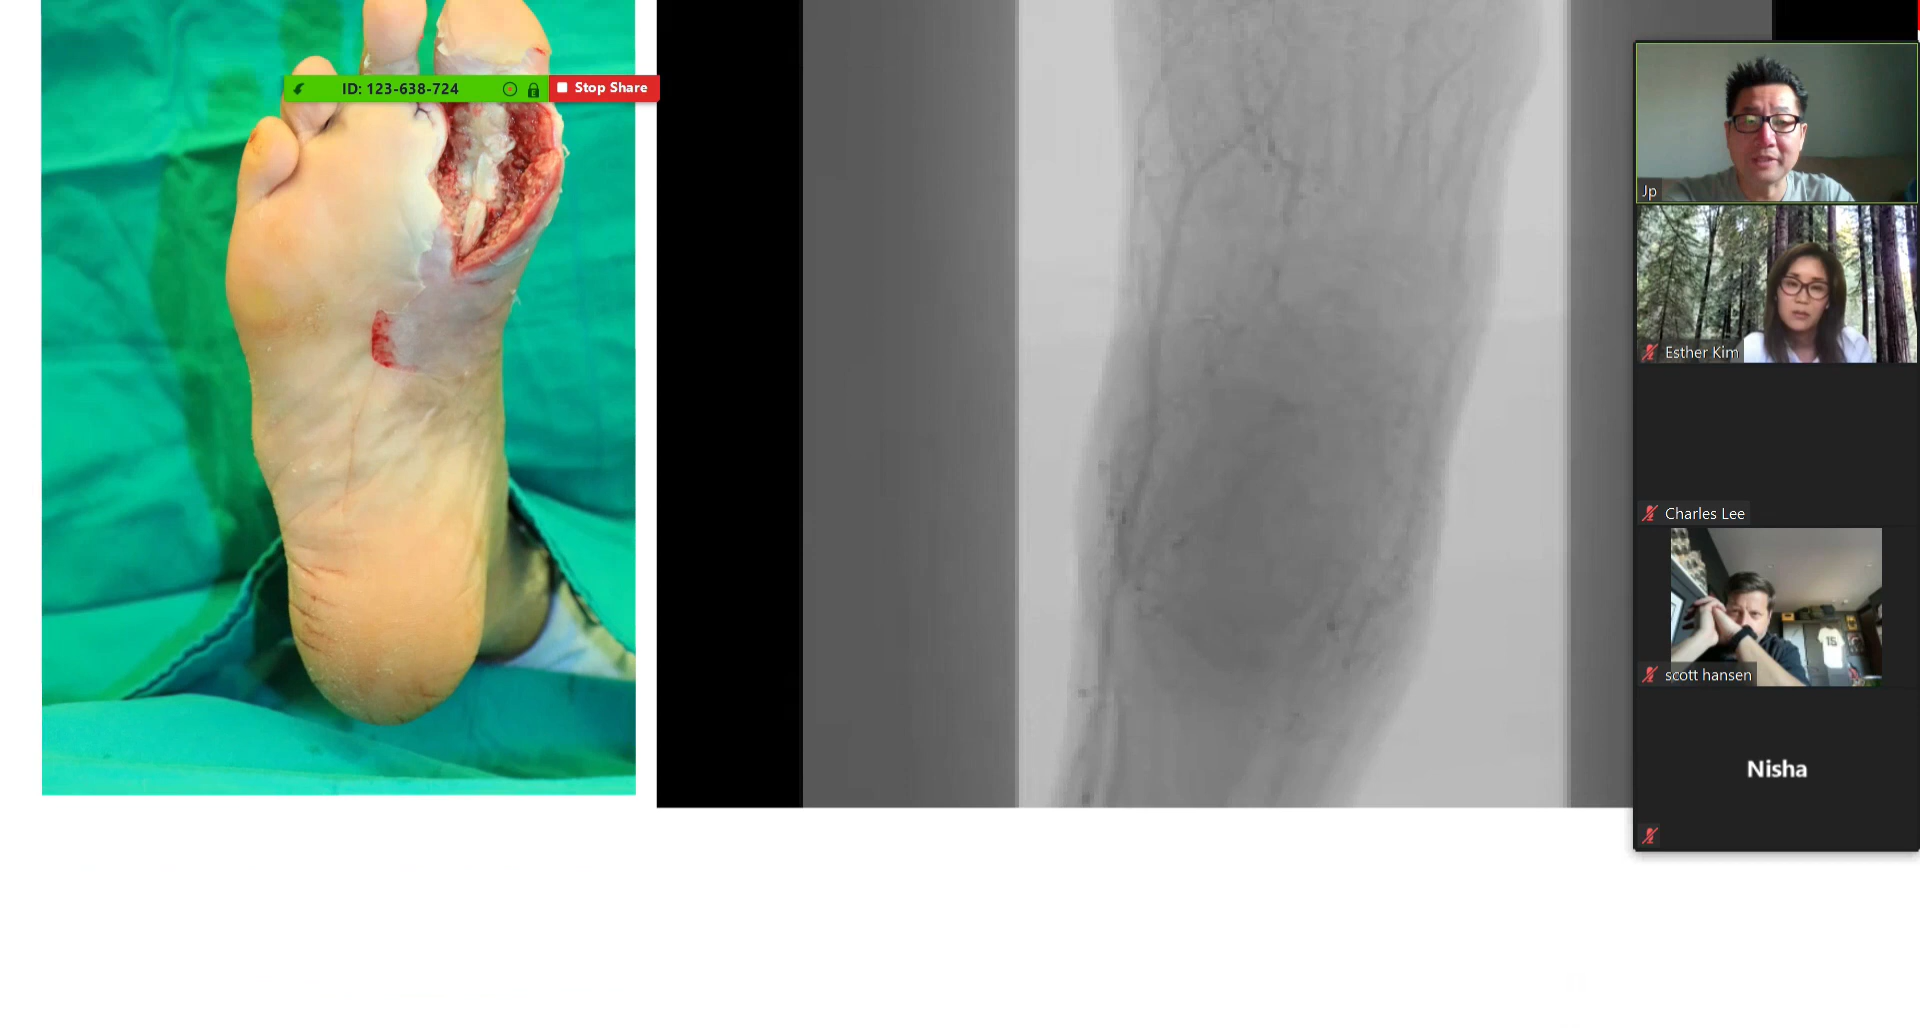 ID: 123-638-724
Stop Share
Jp
Esther Kim
Charles Lee
scott hansen
Nisha